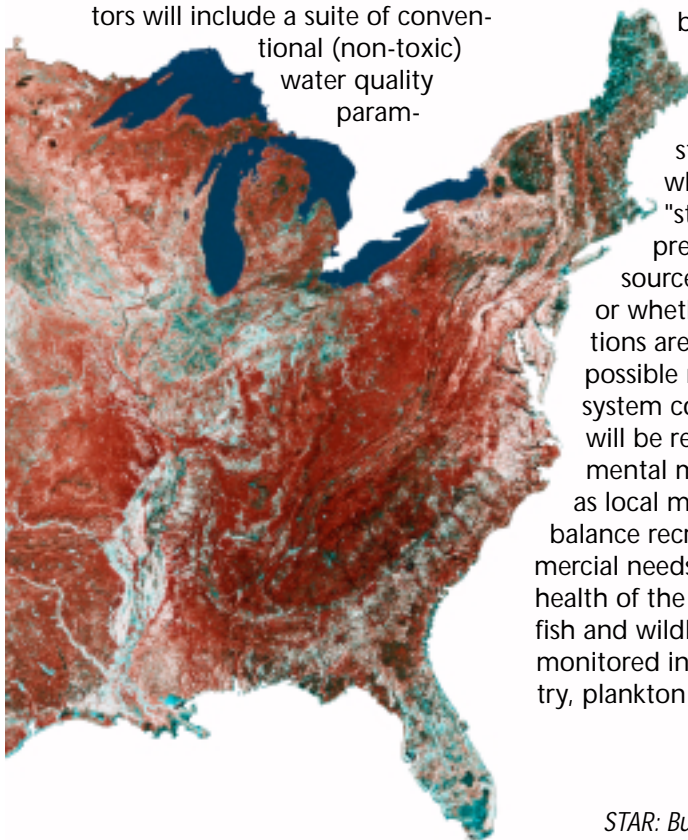 tors will include a suite of conven-
tional (non-toxic)
water quality
param-
b
st
wh
"st
pre
source
or wheth
tions are
possible
system co
will be re
mental m
as local m
balance recr
mercial needs
health of the
fish and wildl
monitored in
try, plankton
STAR: Bu